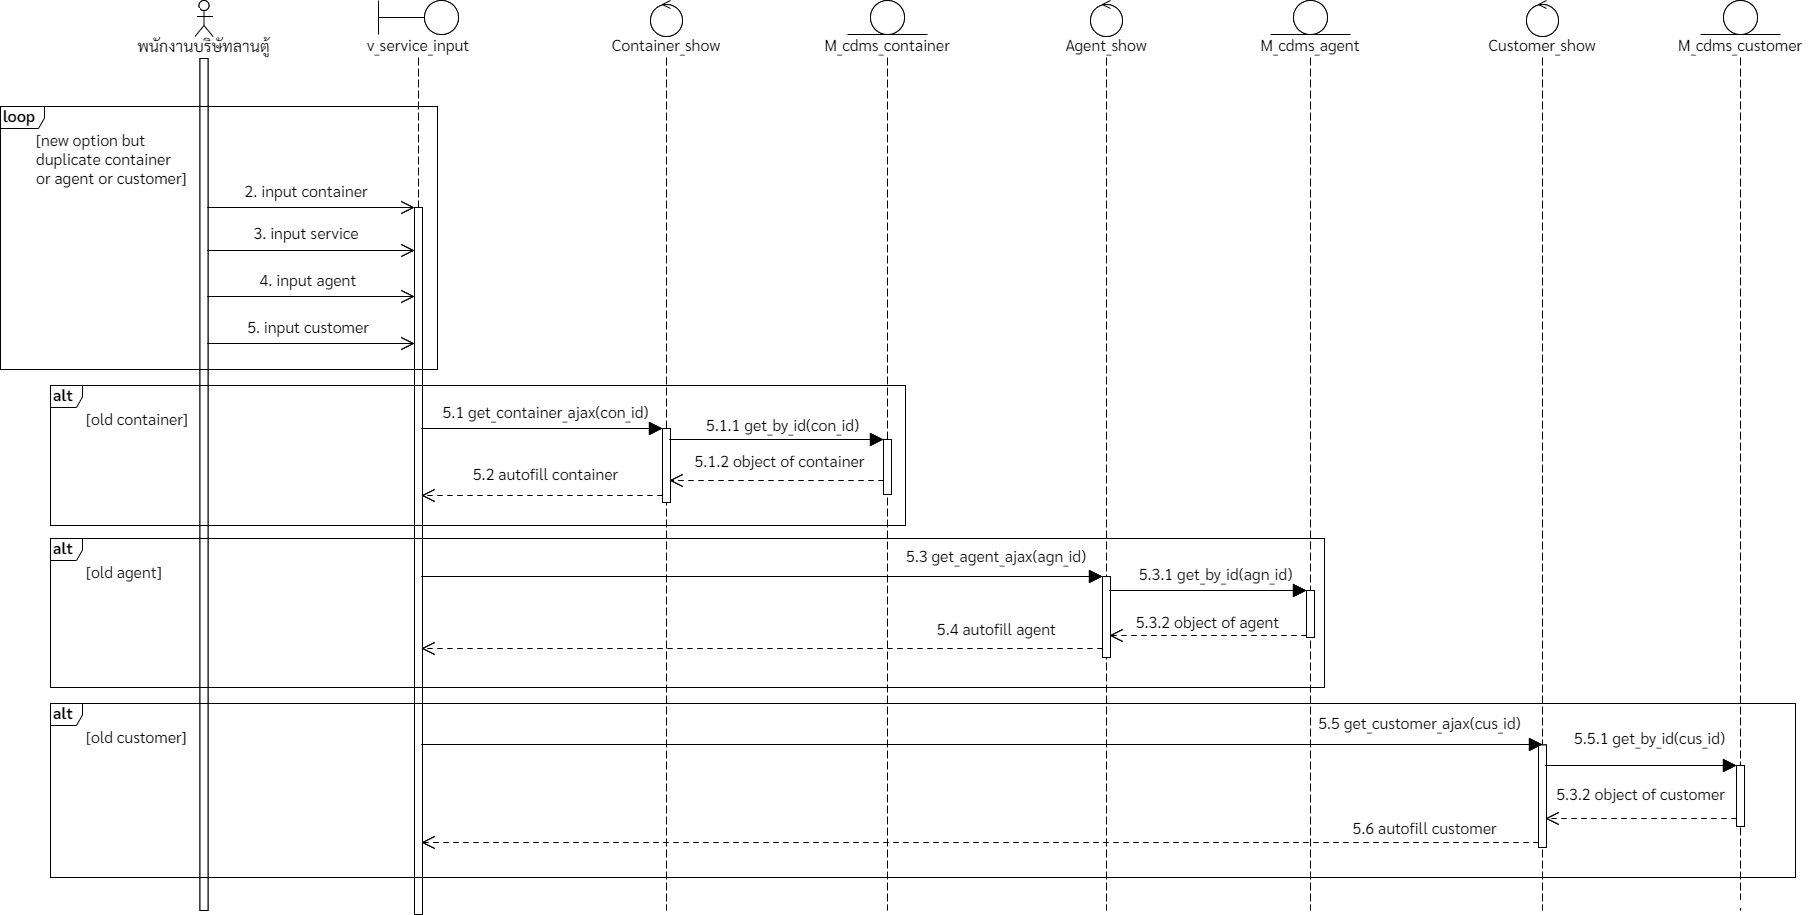 พนักงานบริษัทลานตู้
v_service_input
Container_show
M_cdms_container
Agent_show
M_cdms_agent
Customer_show
M_cdms_customer
loop
[new option but
duplicate container
or agent or customer]
2. input container
3. input service
4. input agent
5. input customer
alt
[old container]
5.1 get_container_ajax(con_id)
5.1.1 get_by_id(con_id)
5.1.2 object of container
5.2 autofill container
alt
[old agent]
5.3 get_agent_ajax(agn_id)
5.3.1 get_by_id(agn_id)
5.3.2 object of agent
5.4 autofill agent
alt
[old customer]
5.5 get_customer_ajax(cus_id)
5.5.1 get_by_id(cus_id)
5.3.2 object of customer
5.6 autofill customer